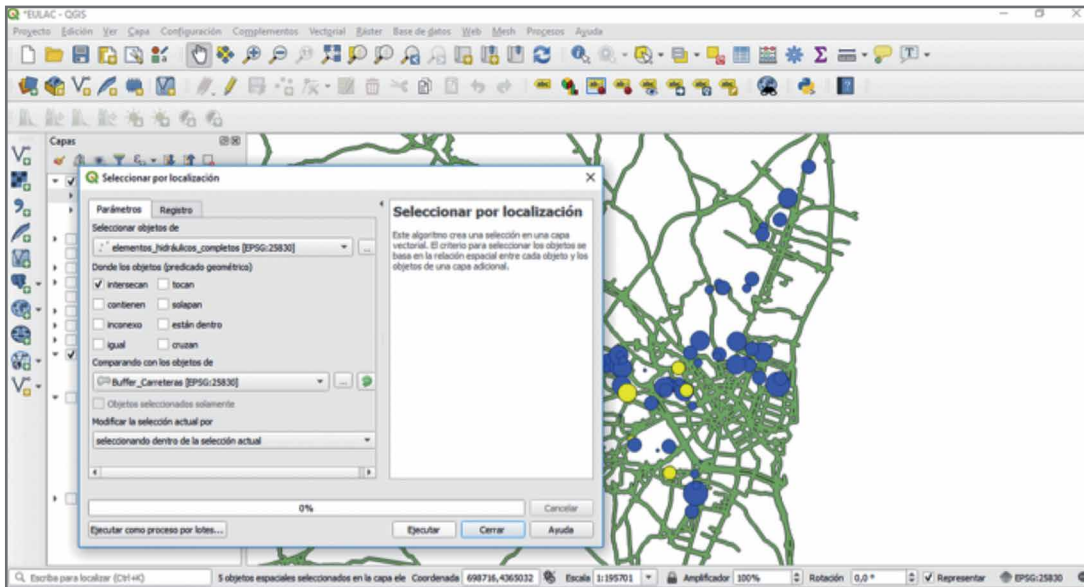 *EULAC - QGIS
Proyecto Edición Ver Capa Configuración Complementos Vectorial Ráster Base de datos Web Mesh Procesos Ayuda
Capas
Seleccionar por localización
Parámetros Registro
Seleccionar objetos de
elementos_hidráulicos_completos [EPSG:25830]
...
Donde los objetos (predicado geométrico)
intersecan tocan
contienen solapan
inconexo están dentro
igual cruzan
Comparando con los objetos de
Buffer_Carreteras [EPSG:25830]
...
Objetos seleccionados solamente
Modificar la selección actual por
seleccionando dentro de la selección actual
Seleccionar por localización
Este algoritmo crea una selección en una capa
vectorial. El criterio para seleccionar los objetos se
basa en la relación espacial entre cada objeto y los
objetos de una capa adicional.
0%
Cancelar
Ejecutar como proceso por lotes...
Ejecutar Cerrar Ayuda
Escriba para localizar (Ctrl+K)
5 objetos espaciales seleccionados en la capa ele Coordenada 698716,4365032 Escala 1:195701 Amplificador 100% Rotación 0,0 ° Representar EPSG:25830